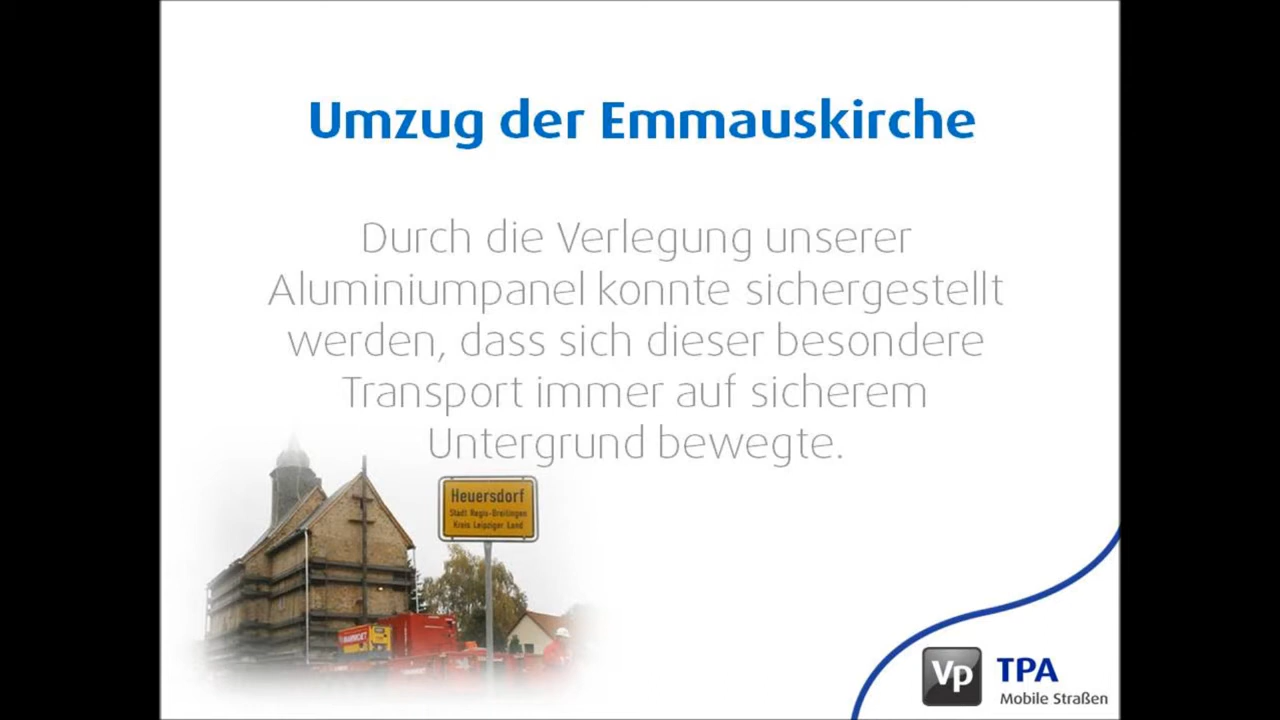 Umzug der Emmauskirche
Durch die Verlegung unserer
Aluminiumpanel konnte sichergestellt
werden, dass sich dieser besondere
Transport immer auf sicherem
Untergrund bewegte.
Heuersdorf
Stadt Regis-Breitingen
Kreis Leipziger Land
MAMMOET
Vp TPA
Mobile Straßen